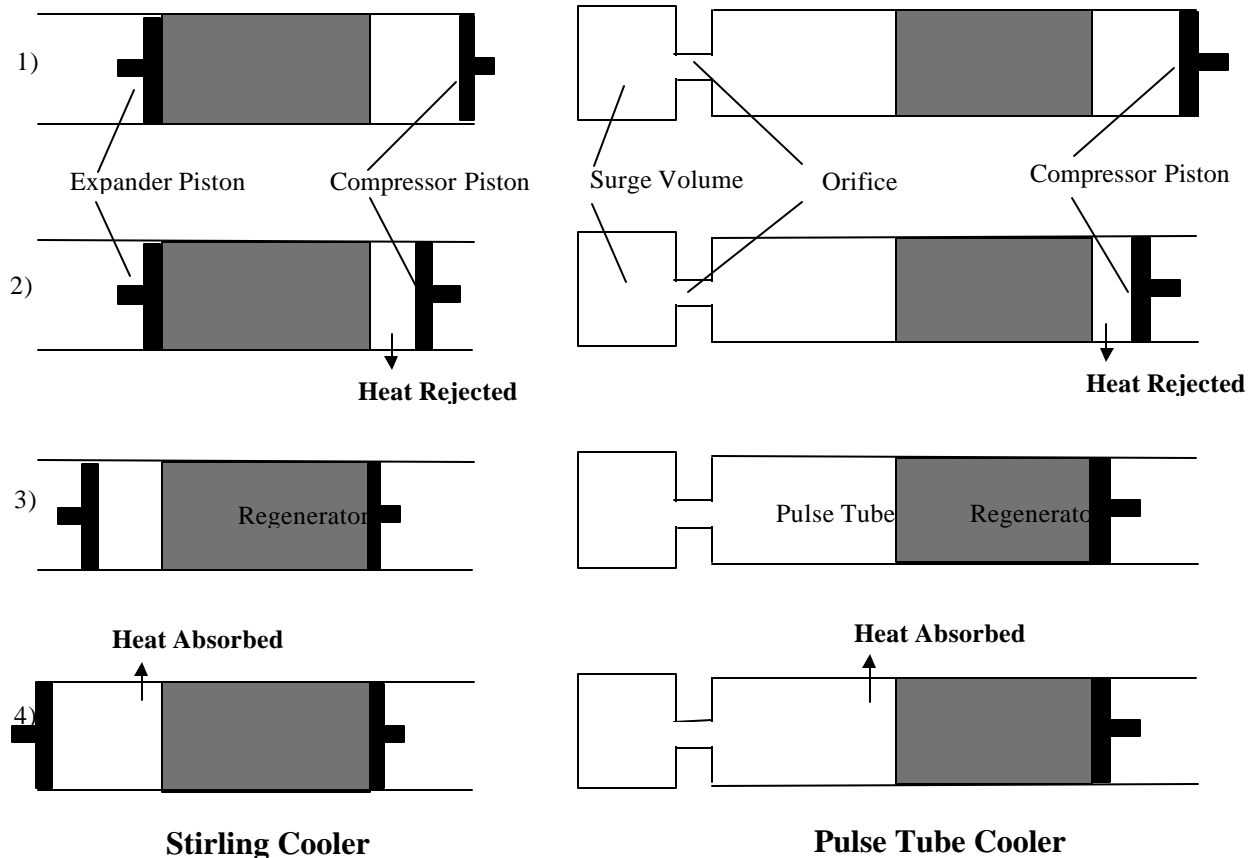 1)
Expander Piston
Compressor Piston
Surge Volume
Orifice
Compressor Piston
2)
Heat Rejected
Heat Rejected
3)
Regenerator
Pulse Tube
Regenerato
Heat Absorbed
Heat Absorbed
4)
Stirling Cooler
Pulse Tube Cooler